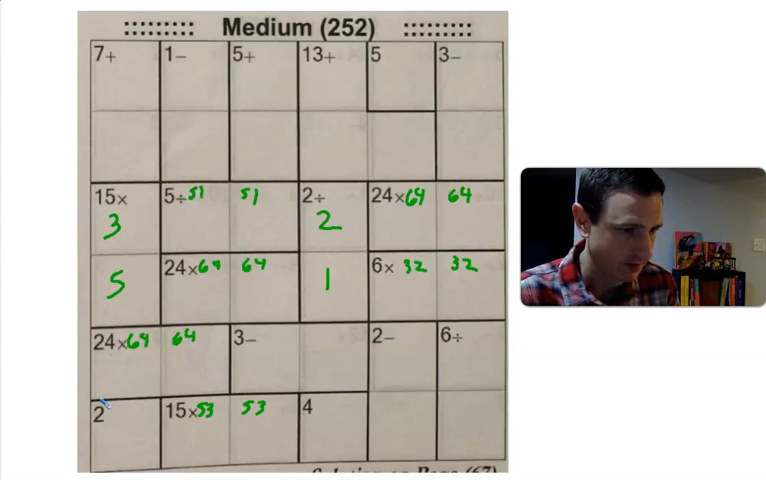 Medium (252)
7+ 1− 5+ 13+ 5 3−
15× 5÷ 51 51 2÷ 24× 64 64
3 2
24× 64 64 6× 32 32
5 1
24× 64 64 3− 2− 6÷
2 15× 53 53 4
Solution on Page (67)